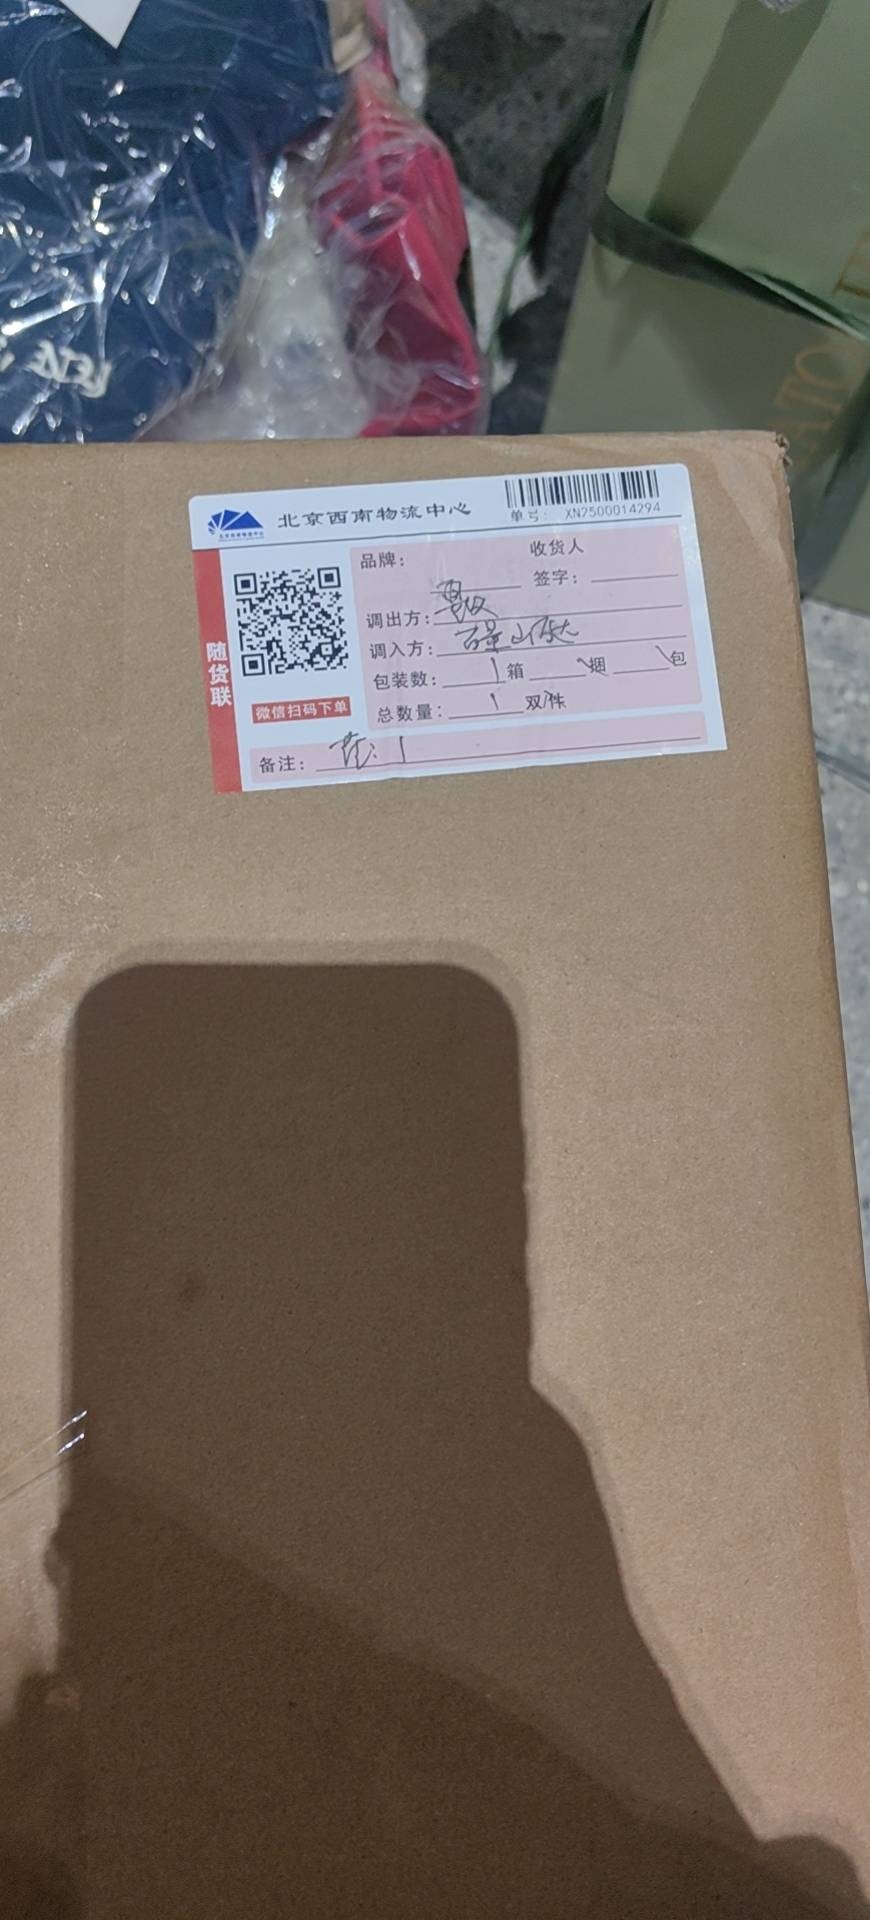 北京西南物流中心
单号: XN2500014294
随货联
微信扫码下单
品牌:
收货人
签字:
调出方:
调入方:
包装数: 1 箱 \ 捆 \ 包
总数量: 1 双/件
备注:
ATO